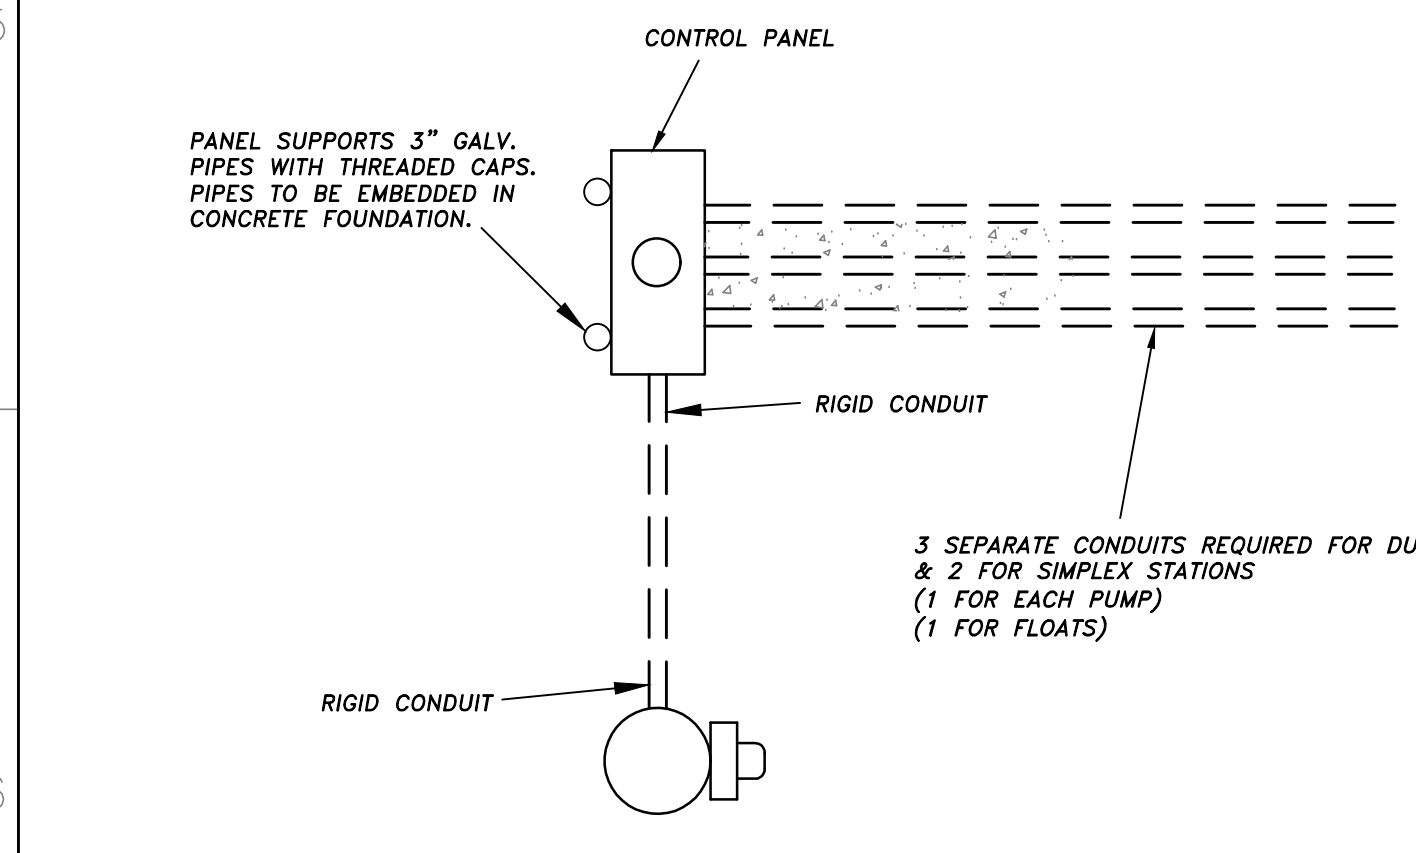 CONTROL PANEL
PANEL SUPPORTS 3” GALV.
PIPES WITH THREADED CAPS.
PIPES TO BE EMBEDDED IN
CONCRETE FOUNDATION.
RIGID CONDUIT
3 SEPARATE CONDUITS REQUIRED FOR
& 2 FOR SIMPLEX STATIONS
(1 FOR EACH PUMP)
(1 FOR FLOATS)
RIGID CONDUIT